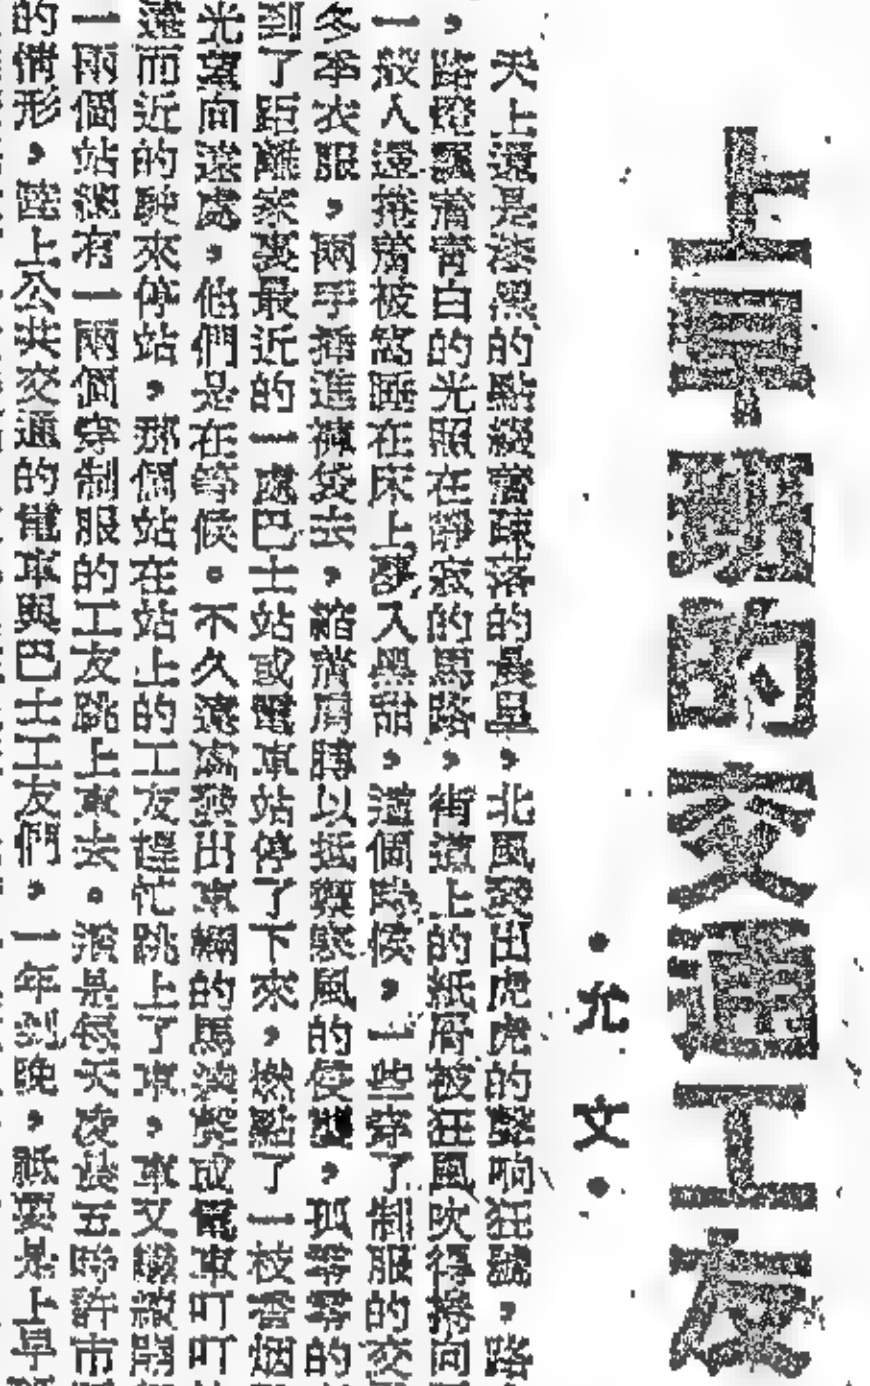 上早班的交通工友
•允文•
天上還是漆黑的點綴著疎落的晨星,北風發出虎虎的聲响狂號,路
,路燈飄着青白的光照在靜寂的馬路,街道上的紙屑被狂風吹得捲向
一般人還捲着被窩睡在床上夢入黑甜,這個時候,一些穿了制服的交
冬季衣服,兩手插進褲袋去,縮着肩膊以抵禦寒風的侵襲,孤零零的
到了距離家裏最近的一處巴士站或電車站停了下來,燃點了一枝香烟
光望向遠處,他們是在等候。不久遠處發出車輛的馬達聲或電車叮叮
遠而近的駛來停站,那個站在站上的工友趕忙跳上了車,車又繼續開
一兩個站總有一兩個穿制服的工友跳上車去。這是每天凌晨五時許市
的情形,陸上公共交通的電車與巴士工友們,一年到晚,祇要是上早